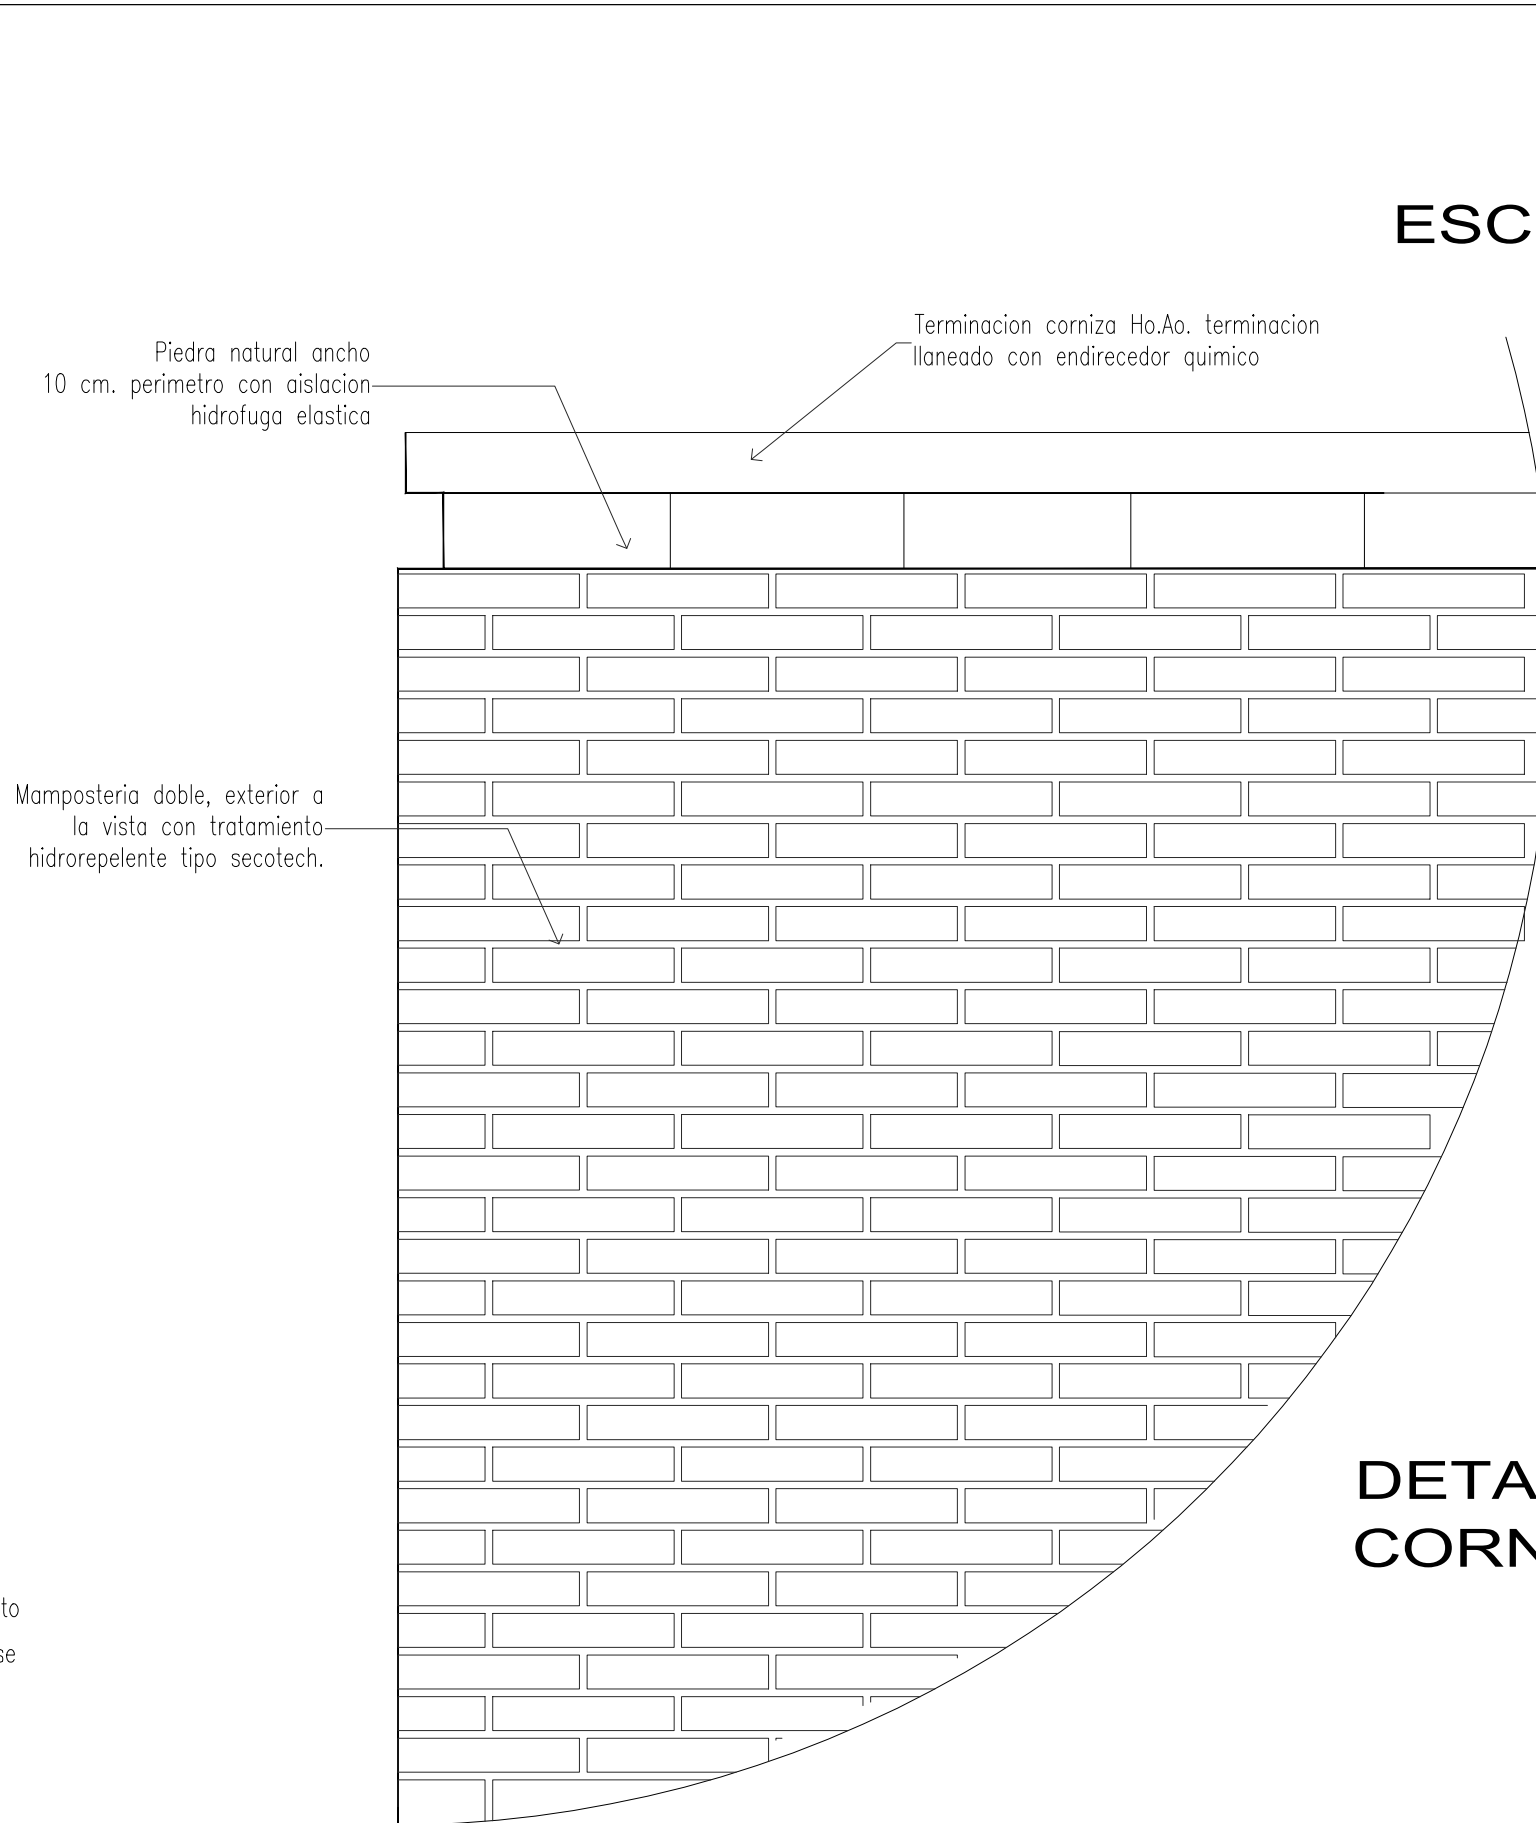 ESC
Terminacion corniza Ho.Ao. terminacion
llaneado con endirecedor quimico
Piedra natural ancho
10 cm. perimetro con aislacion
hidrofuga elastica
Mamposteria doble, exterior a
la vista con tratamiento
hidrorepelente tipo secotech.
DETA
CORN
to
se